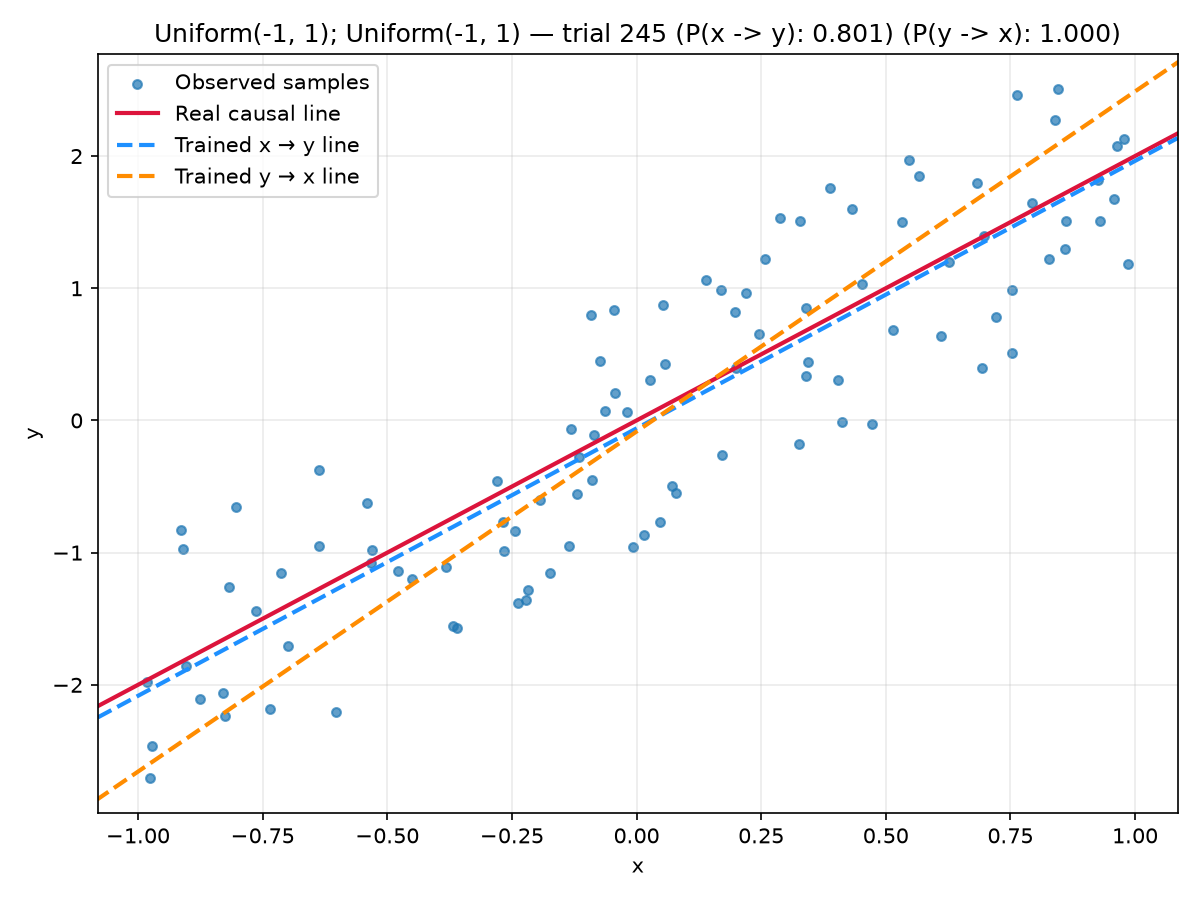 Uniform(-1, 1); Uniform(-1, 1) — trial 245 (P(x -> y): 0.801) (P(y -> x): 1.000)
Observed samples
Real causal line
Trained x → y line
Trained y → x line
2
1
0
−1
−2
y
−1.00 −0.75 −0.50 −0.25 0.00 0.25 0.50 0.75 1.00
x